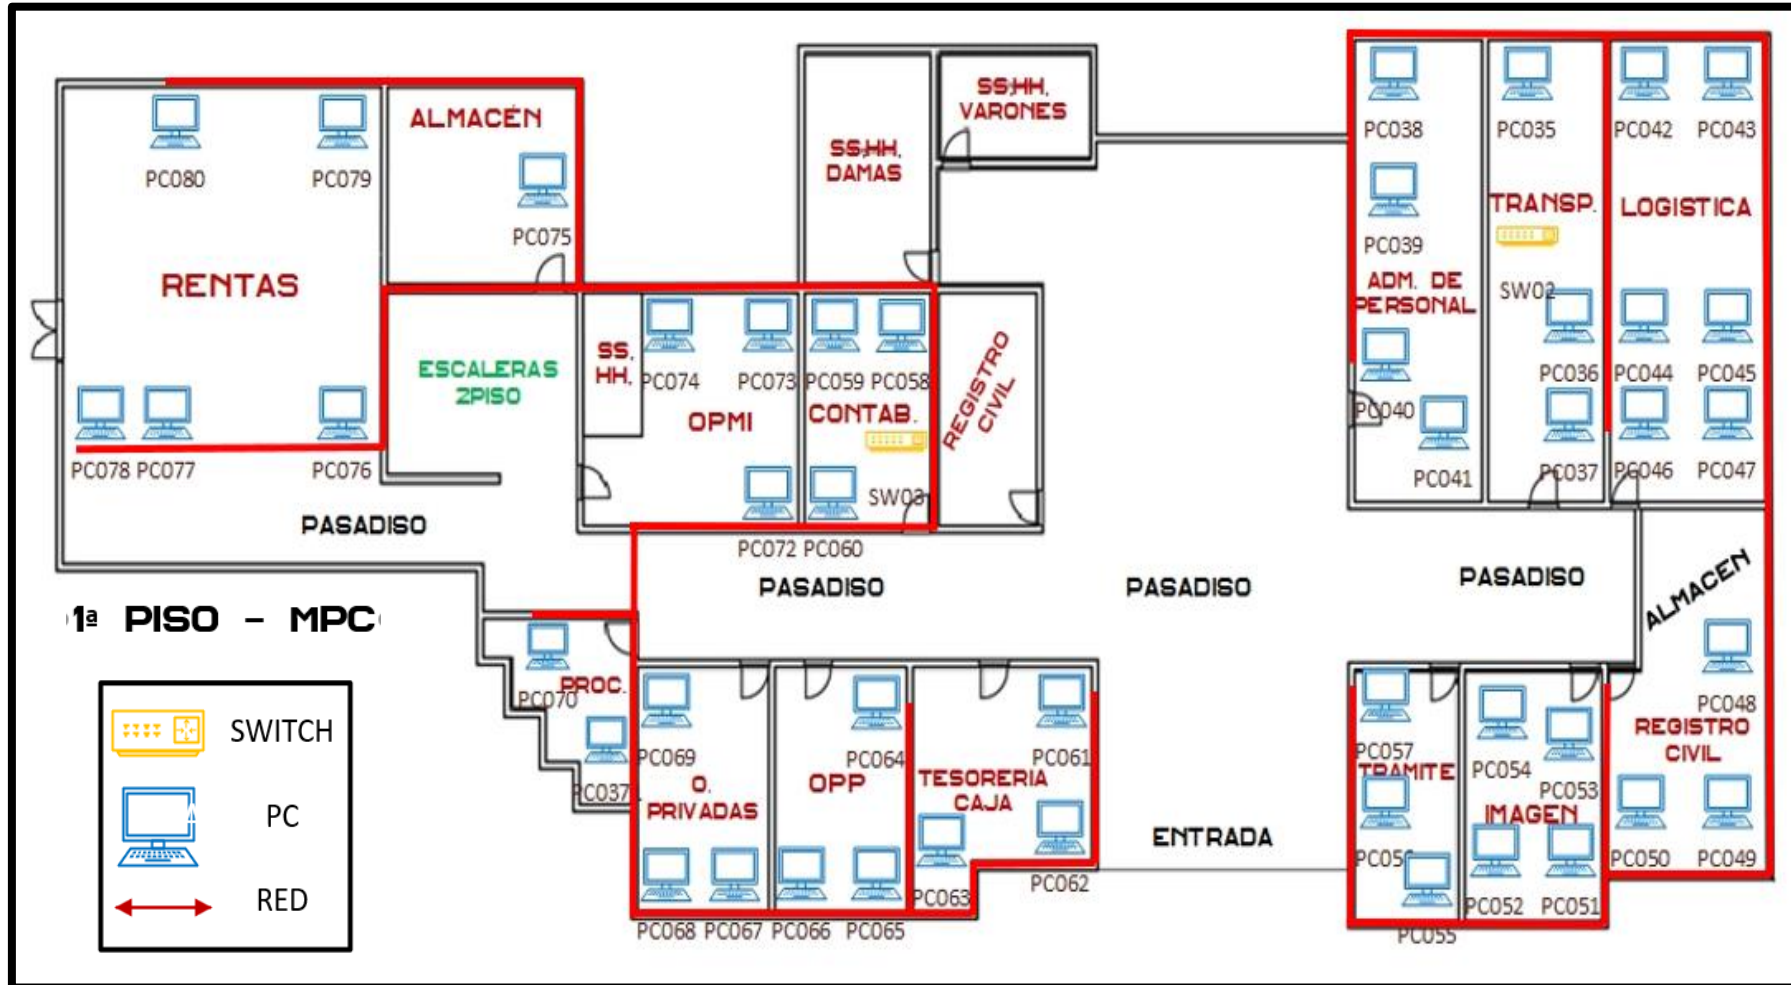 PC080
PC079
RENTAS
PC078
PC077
PC076
ALMACÉN
PC075
ESCALERAS
2PISO
SS.
HH.
PC074
PC073
OPMI
PC072
PC059
PC058
CONTAB.
SW03
PC060
REGISTRO
CIVIL
SS.HH.
DAMAS
SS.HH.
VARONES
PC038
PC039
ADM. DE
PERSONAL
PC040
PC041
PC035
TRANSP.
SW02
PC036
PC037
PC042
PC043
LOGISTICA
PC044
PC045
PC046
PC047
PASADISO
PASADISO
PASADISO
PASADISO
1ª PISO - MPC
PC070
PROC.
PC037
PC069
O.
PRIVADAS
PC068
PC067
PC064
OPP
PC066
PC065
PC061
TESORERIA
CAJA
PC063
PC062
ENTRADA
PC057
TRAMITE
PC055
PC054
PC053
IMAGEN
PC052
PC051
ALMACEN
PC048
REGISTRO
CIVIL
PC050
PC049
SWITCH
PC
RED